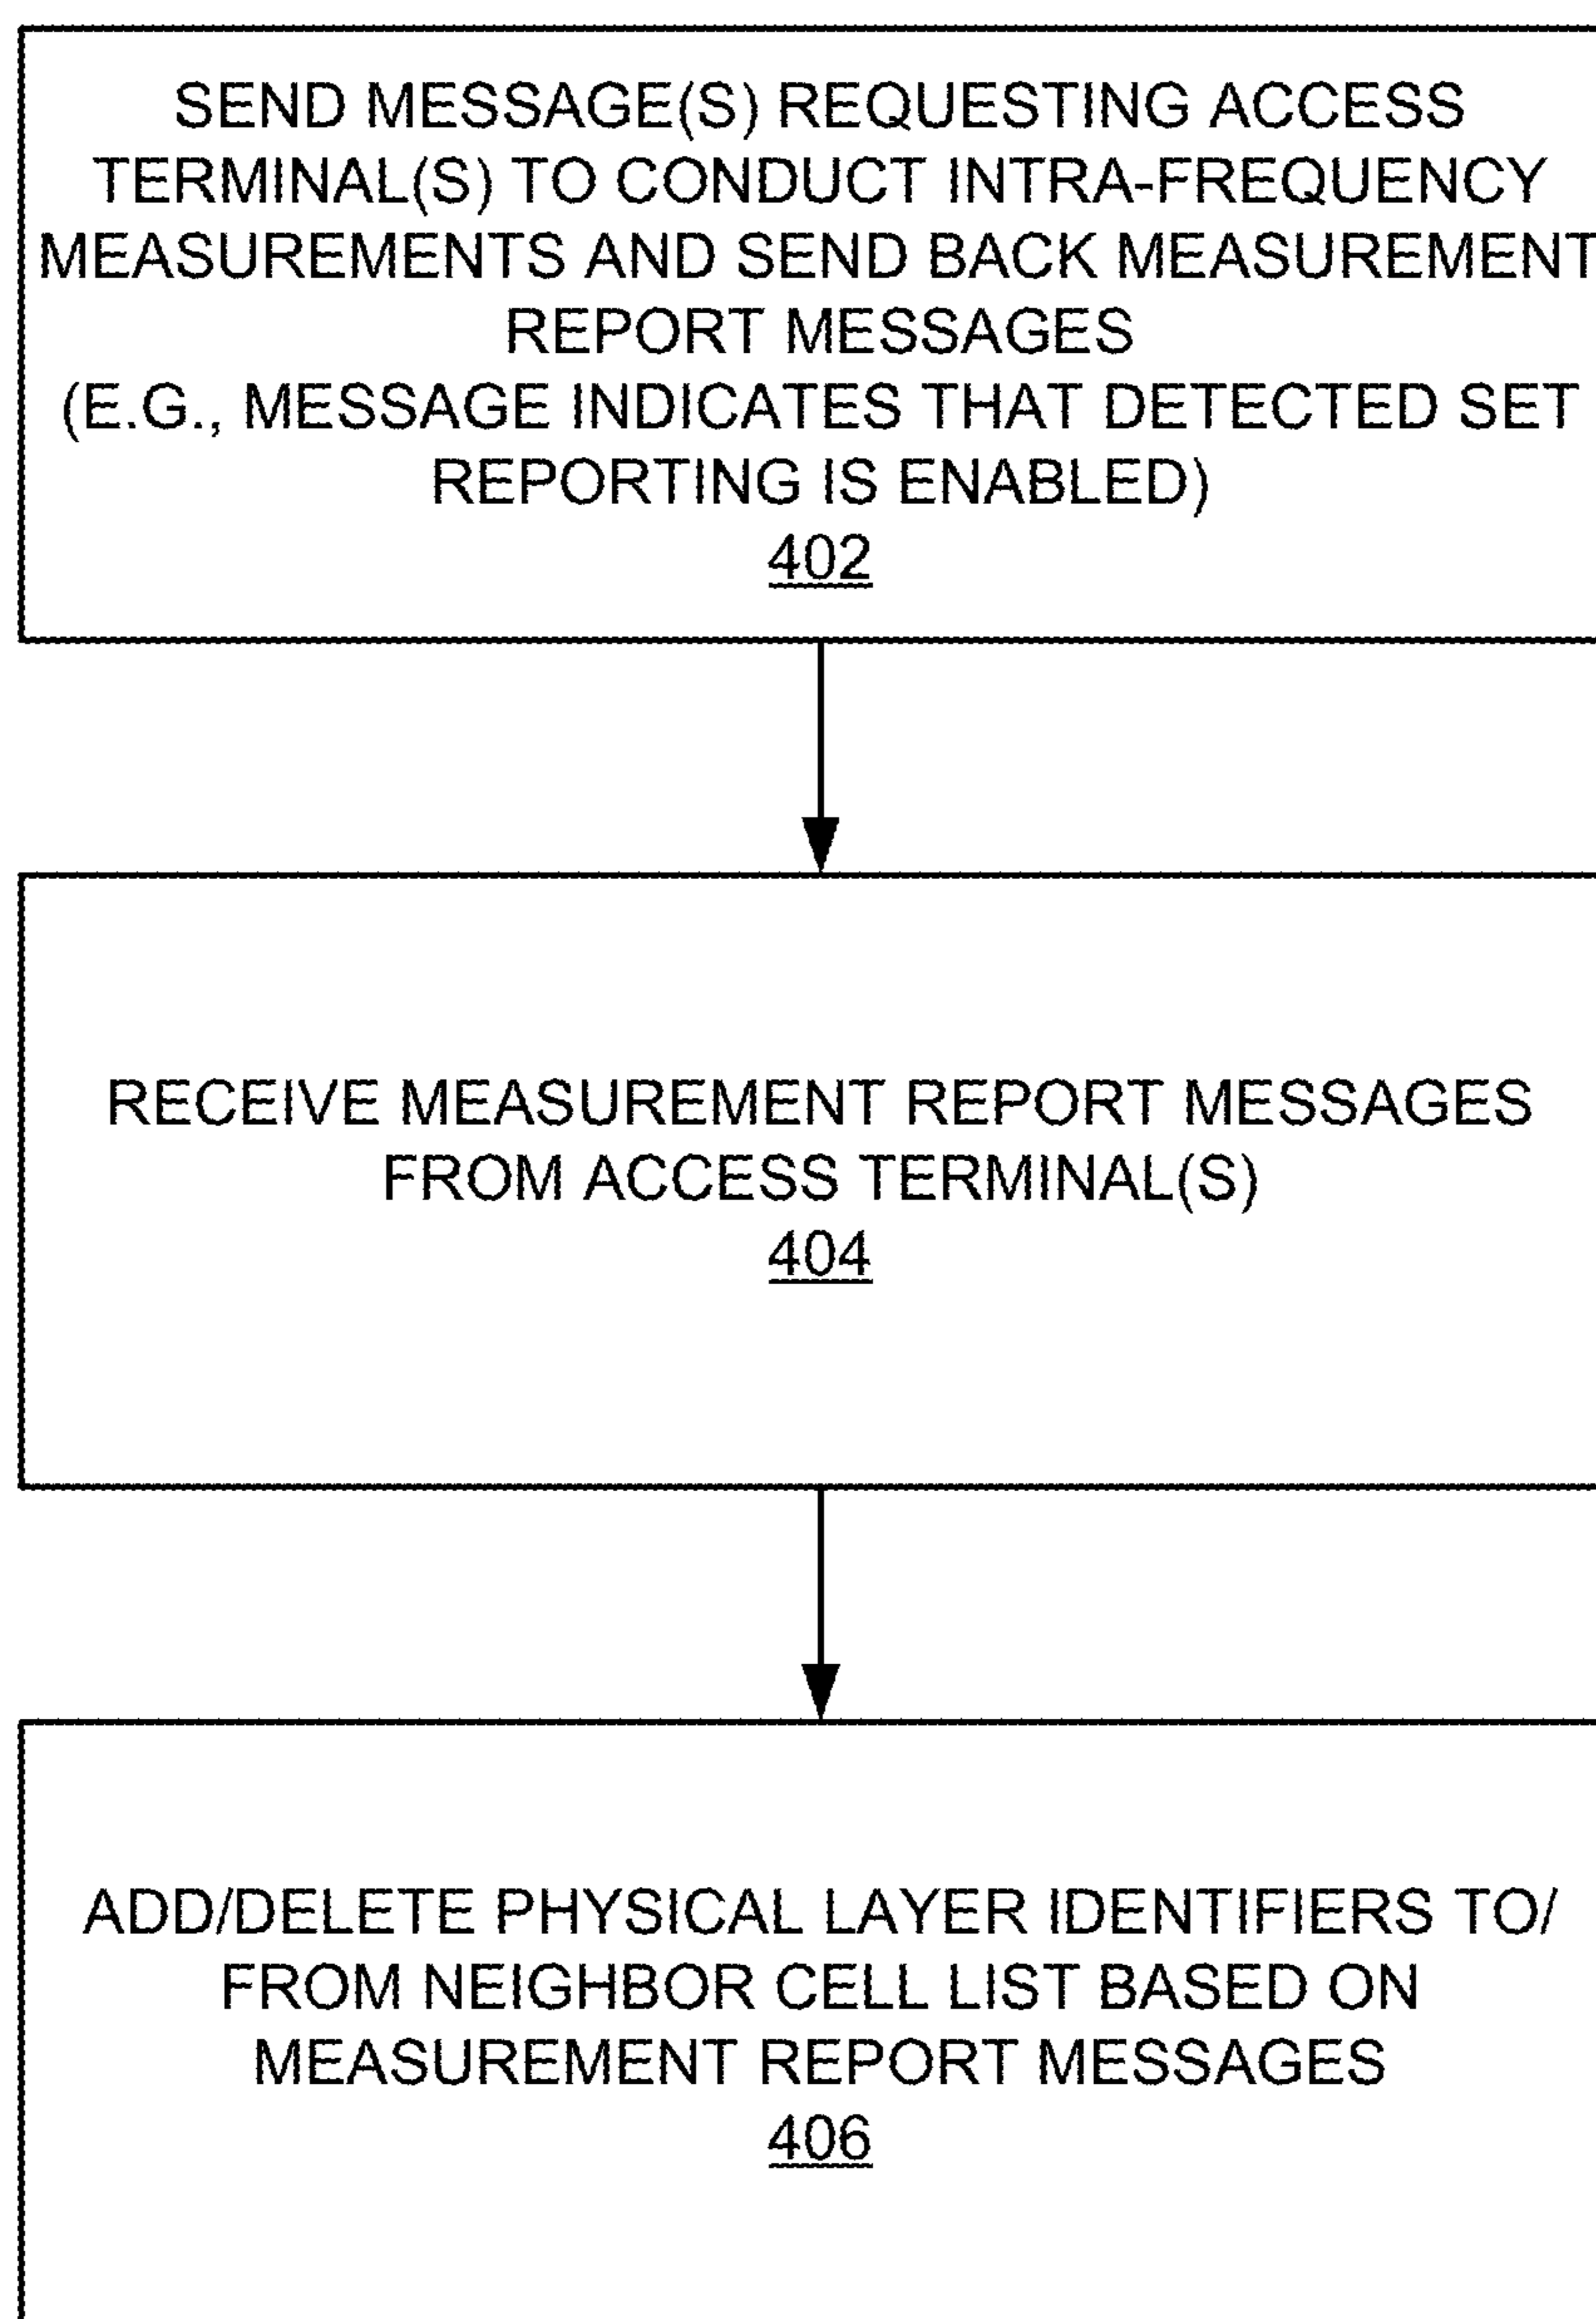 SEND MESSAGE(S) REQUESTING ACCESS
TERMINAL(S) TO CONDUCT INTRA-FREQUENCY
MEASUREMENTS AND SEND BACK MEASUREMENT
REPORT MESSAGES
(E.G., MESSAGE INDICATES THAT DETECTED SET
REPORTING IS ENABLED)
402
RECEIVE MEASUREMENT REPORT MESSAGES
FROM ACCESS TERMINAL(S)
404
ADD/DELETE PHYSICAL LAYER IDENTIFIERS TO/
FROM NEIGHBOR CELL LIST BASED ON
MEASUREMENT REPORT MESSAGES
406